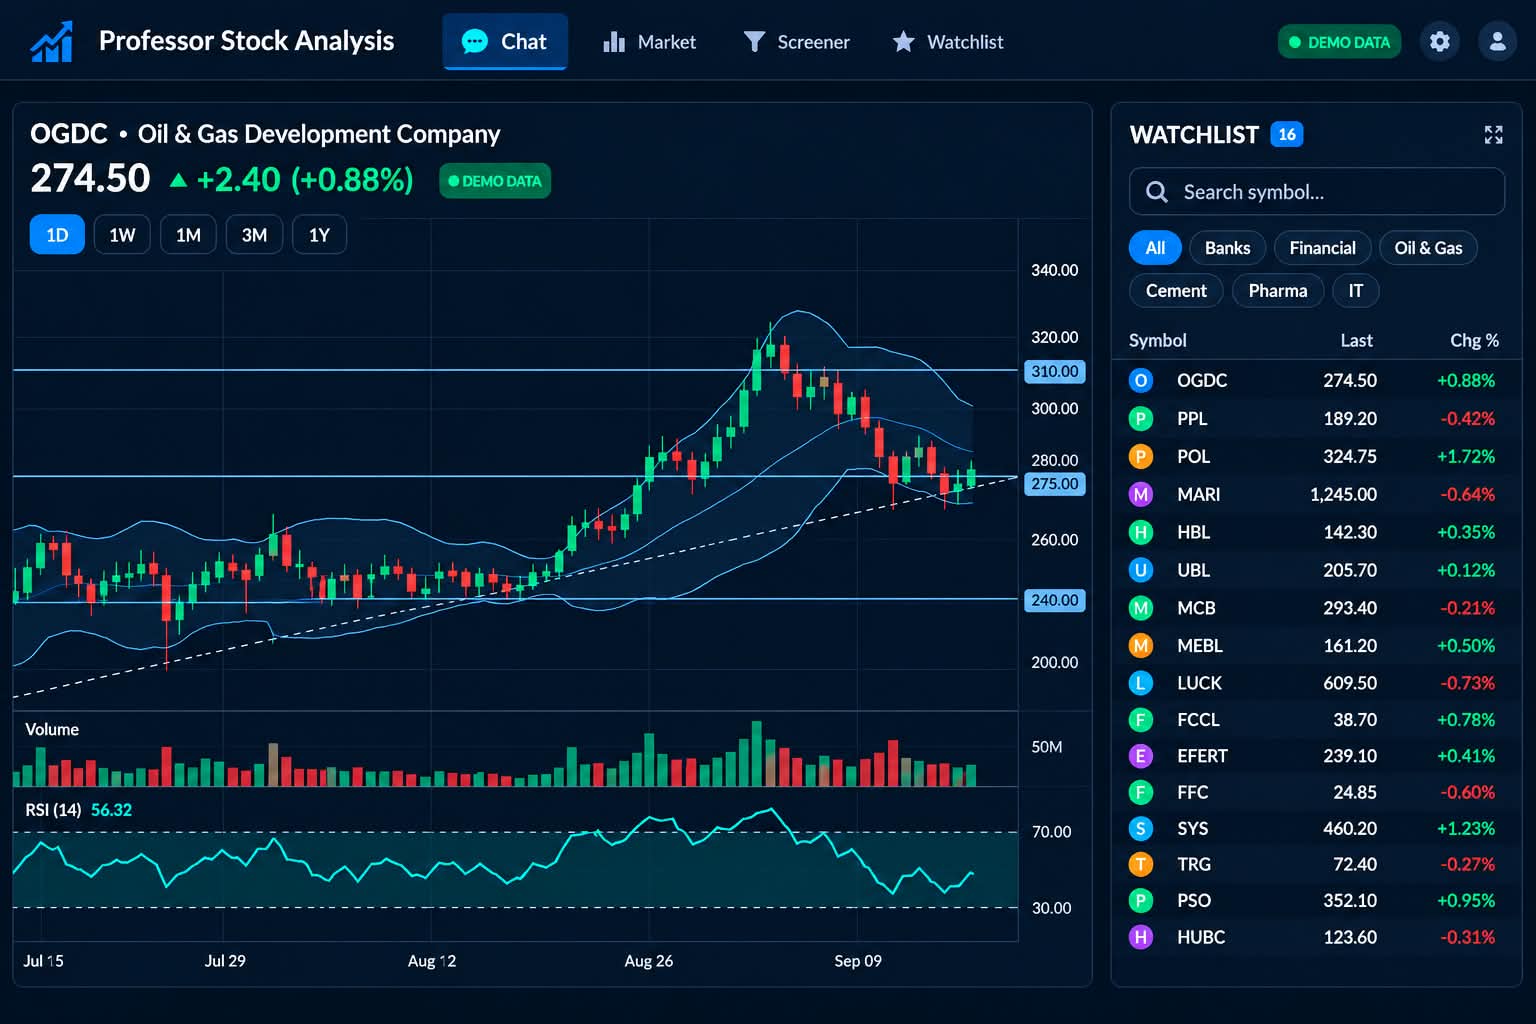 Professor Stock Analysis
Chat
Market
Screener
Watchlist
DEMO DATA
OGDC • Oil & Gas Development Company
274.50 ▲ +2.40 (+0.88%) DEMO DATA
1D 1W 1M 3M 1Y
340.00
320.00
310.00
300.00
280.00
275.00
260.00
240.00
200.00
Volume
50M
RSI (14) 56.32
70.00
30.00
Jul 15 Jul 29 Aug 12 Aug 26 Sep 09
WATCHLIST 16
Search symbol...
All Banks Financial Oil & Gas
Cement Pharma IT
Symbol Last Chg %
O OGDC 274.50 +0.88%
P PPL 189.20 -0.42%
P POL 324.75 +1.72%
M MARI 1,245.00 -0.64%
H HBL 142.30 +0.35%
U UBL 205.70 +0.12%
M MCB 293.40 -0.21%
M MEBL 161.20 +0.50%
L LUCK 609.50 -0.73%
F FCCL 38.70 +0.78%
E EFERT 239.10 +0.41%
F FFC 24.85 -0.60%
S SYS 460.20 +1.23%
T TRG 72.40 -0.27%
P PSO 352.10 +0.95%
H HUBC 123.60 -0.31%